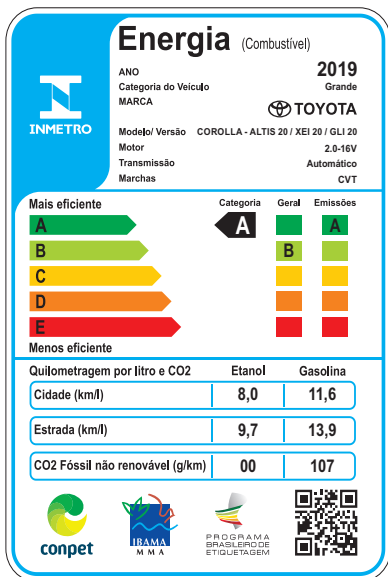 Energia (Combustível)
ANO 2019
Categoria do Veículo Grande
MARCA TOYOTA
INMETRO
Modelo/ Versão COROLLA - ALTIS 20 / XEI 20 / GLI 20
Motor 2.0-16V
Transmissão Automático
Marchas CVT
Mais eficiente Categoria Geral Emissões
A A A
B B
C
D
E
Menos eficiente
Quilometragem por litro e CO2 Etanol Gasolina
Cidade (km/l) 8,0 11,6
Estrada (km/l) 9,7 13,9
CO2 Fóssil não renovável (g/km) 00 107
conpet
IBAMA
MMA
PROGRAMA
BRASILEIRO DE
ETIQUETAGEM